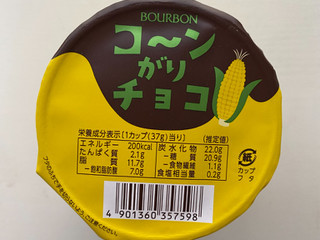 BOURBON
コ〜ン
がり
チョコ
栄養成分表示(1カップ(37g)当り) (推定値)
エネルギー 200kcal 炭水化物 22.0g
たんぱく質 2.1g −糖質 20.9g
脂質 11.7g −食物繊維 1.1g
−飽和脂肪酸 7.0g 食塩相当量 0.2g
紙
カップ
フタ
4 901360 357598